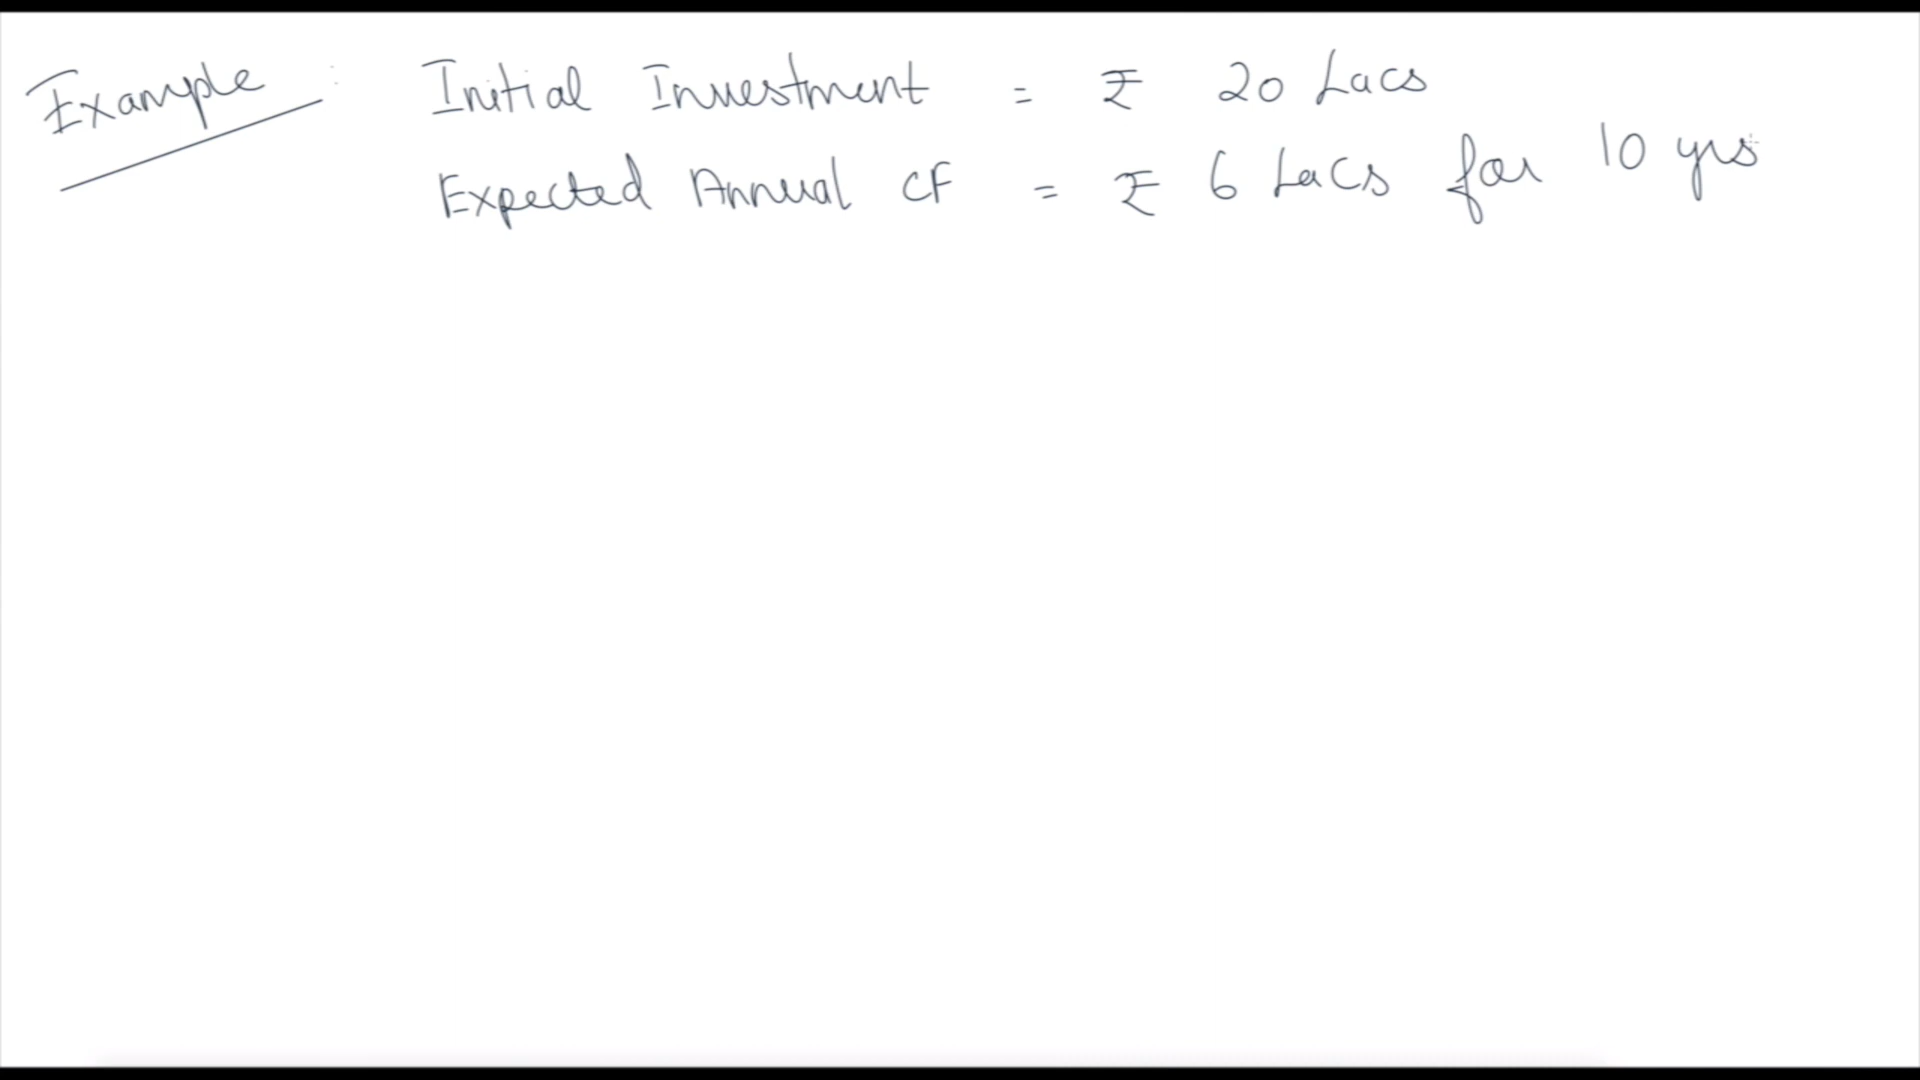 Example : Initial Investment = ₹ 20 Lacs
Expected Annual CF = ₹ 6 Lacs for 10 yrs